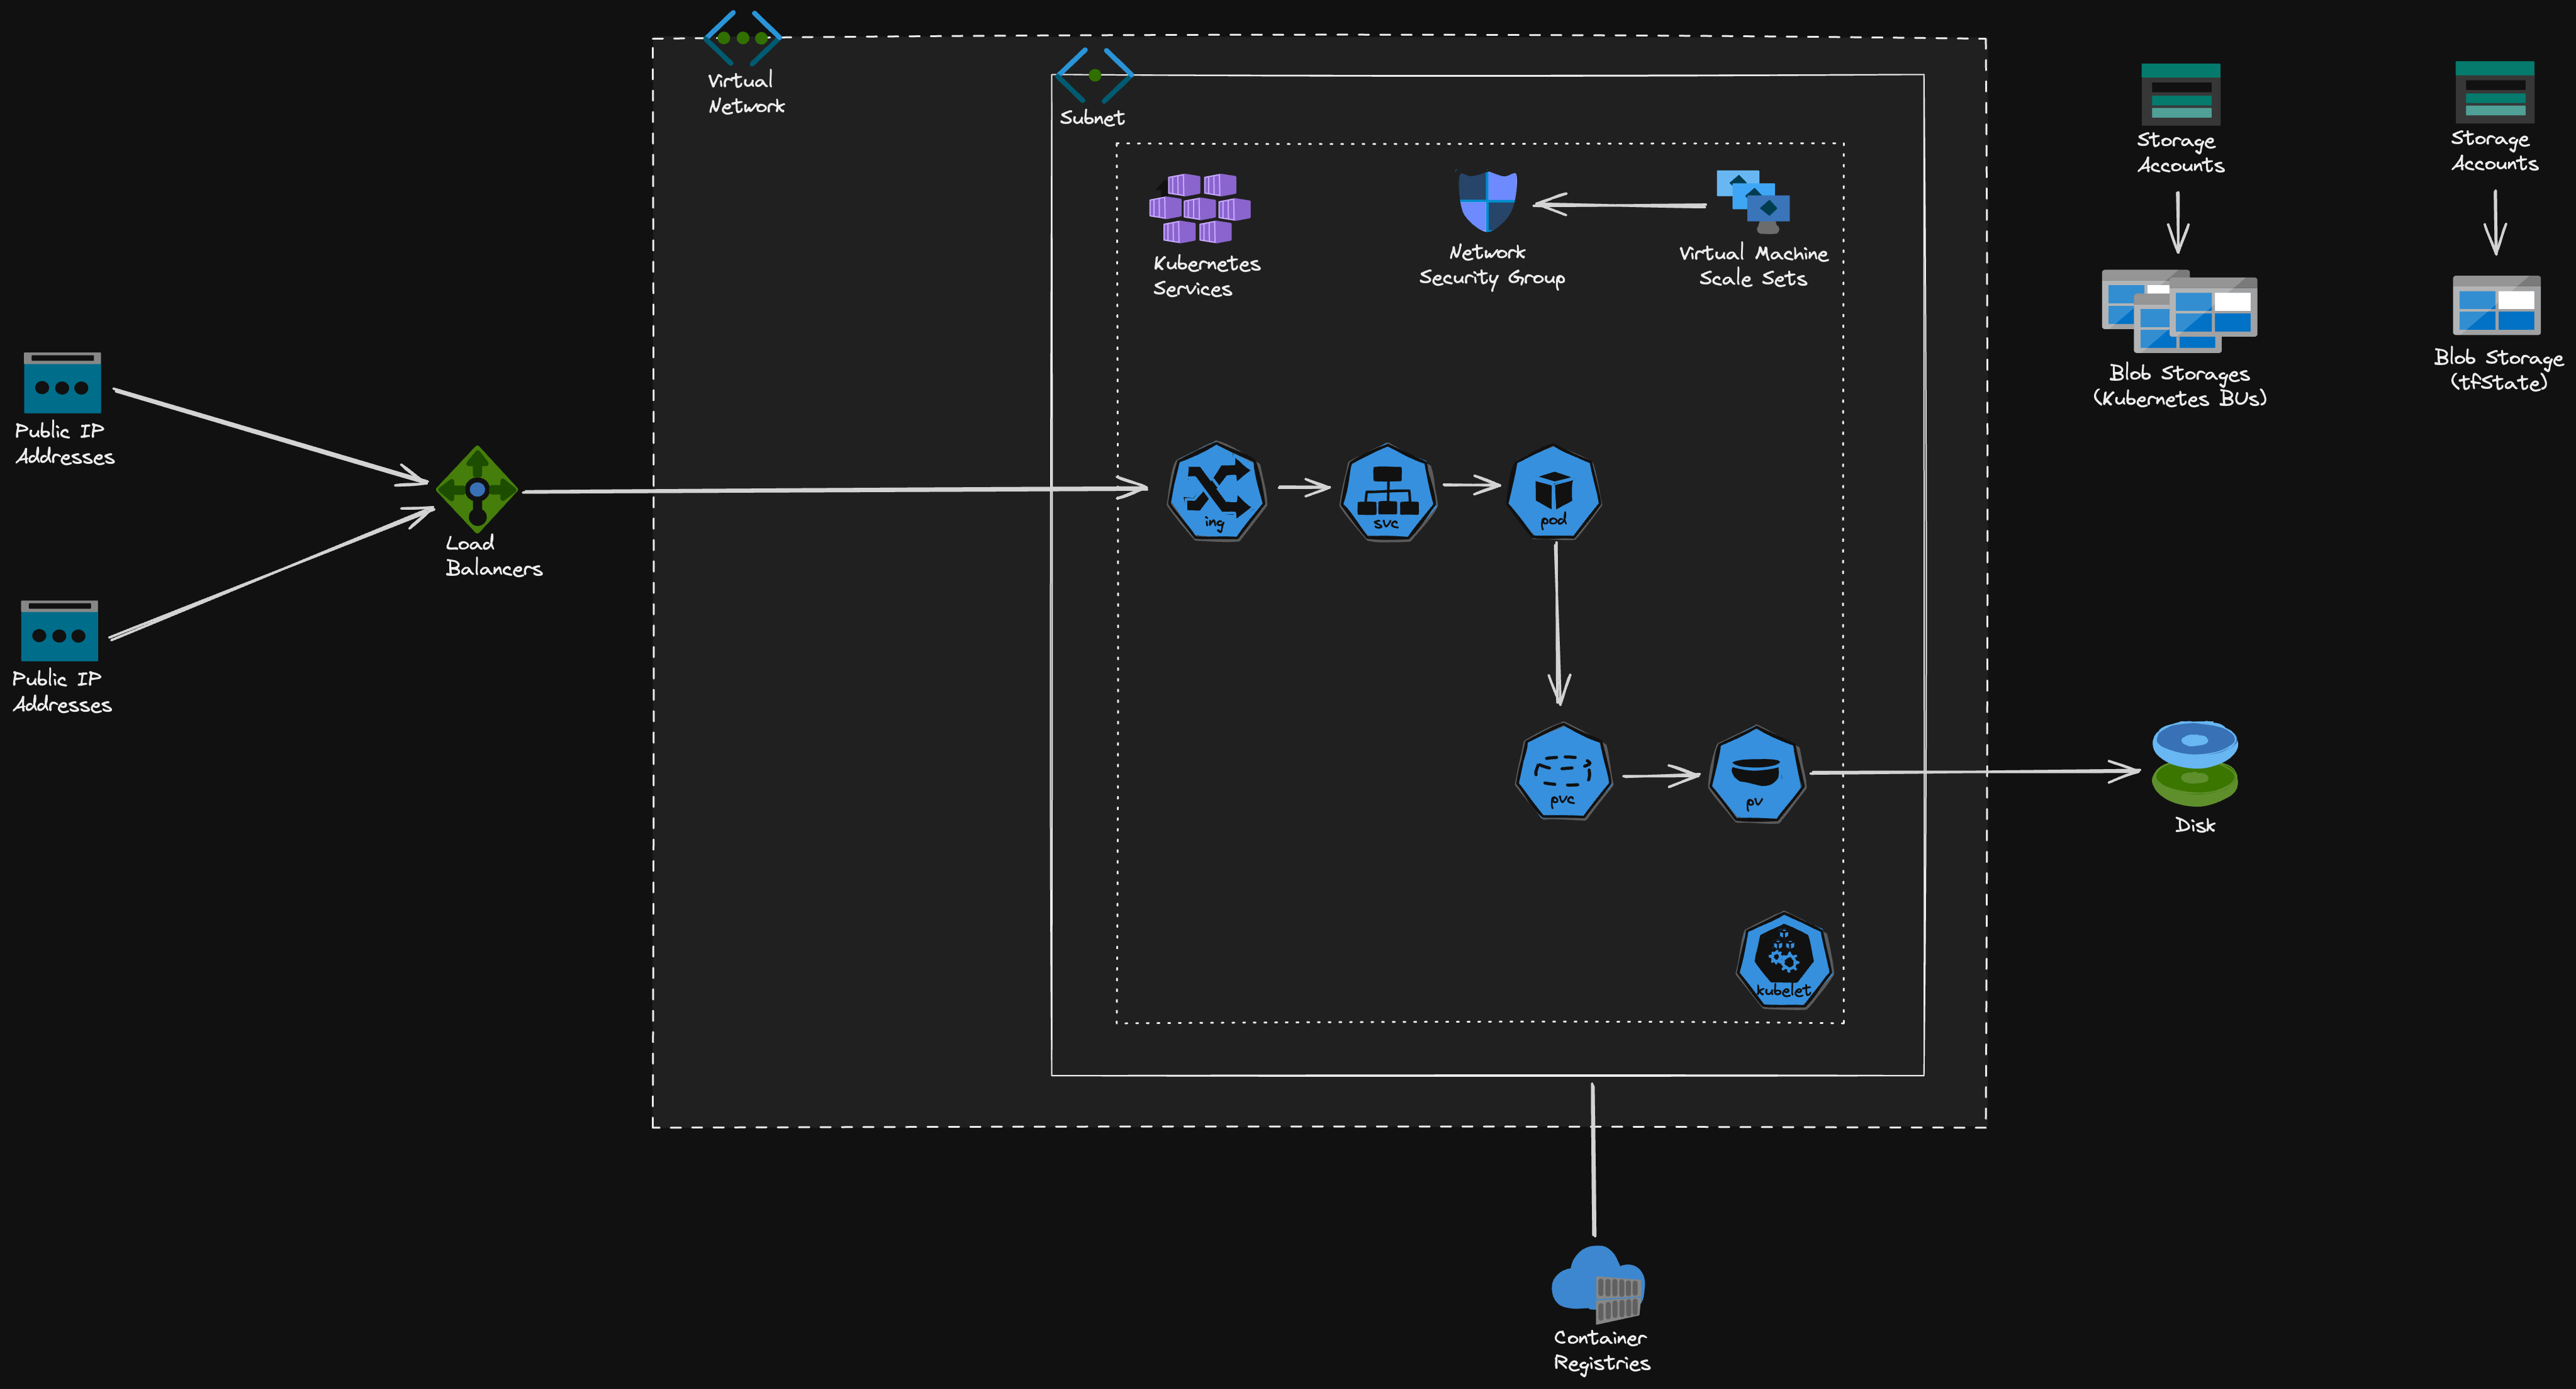 Virtual
Network
Subnet
Storage
Accounts
Storage
Accounts
Kubernetes
Services
Network
Security Group
Virtual Machine
Scale Sets
Blob Storages
(Kubernetes BUs)
Blob Storage
(tfState)
Public IP
Addresses
Load
Balancers
ing
svc
pod
Public IP
Addresses
pvc
pv
Disk
kubelet
Container
Registries